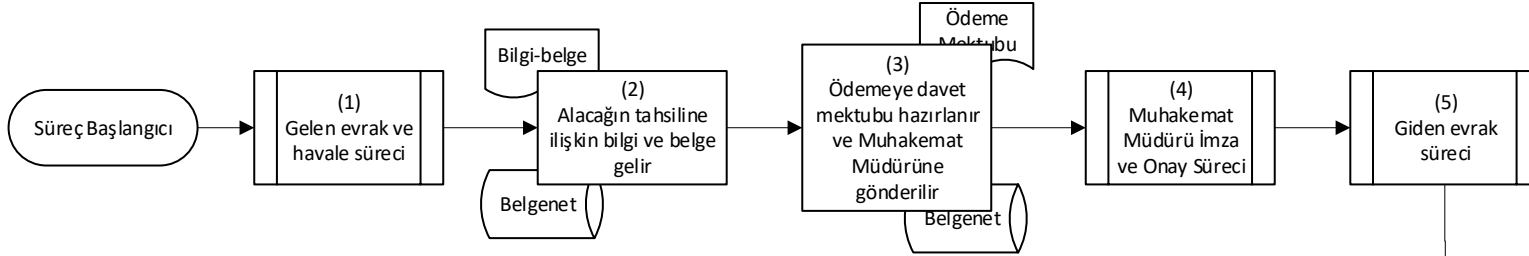 Süreç Başlangıcı
(1)
Gelen evrak ve
havale süreci
Bilgi-belge
(2)
Alacağın tahsiline
ilişkin bilgi ve belge
gelir
Belgenet
Ödeme
Mektubu
(3)
Ödemeye davet
mektubu hazırlanır
ve Muhakemat
Müdürüne
gönderilir
Belgenet
(4)
Muhakemat
Müdürü İmza
ve Onay Süreci
(5)
Giden evrak
süreci